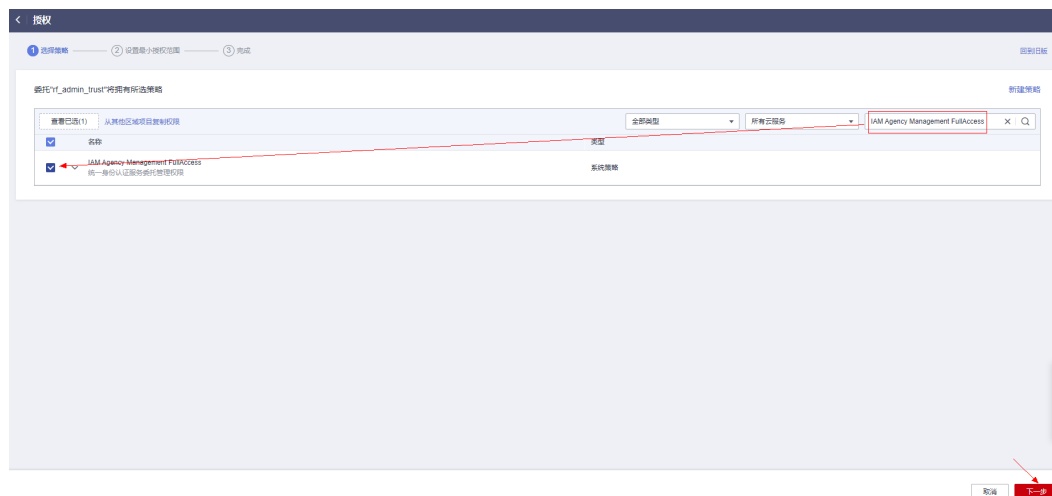 < 授权
1 选择策略 2 设置最小授权范围 3 完成 回到旧版
委托"rf_admin_trust"将拥有所选策略 新建策略
查看已选(1) 从其他区域项目复制权限 全部类型 所有云服务 IAM Agency Management FullAccess
名称 类型
IAM Agency Management FullAccess 系统策略
统一身份认证服务委托管理权限
取消 下一步